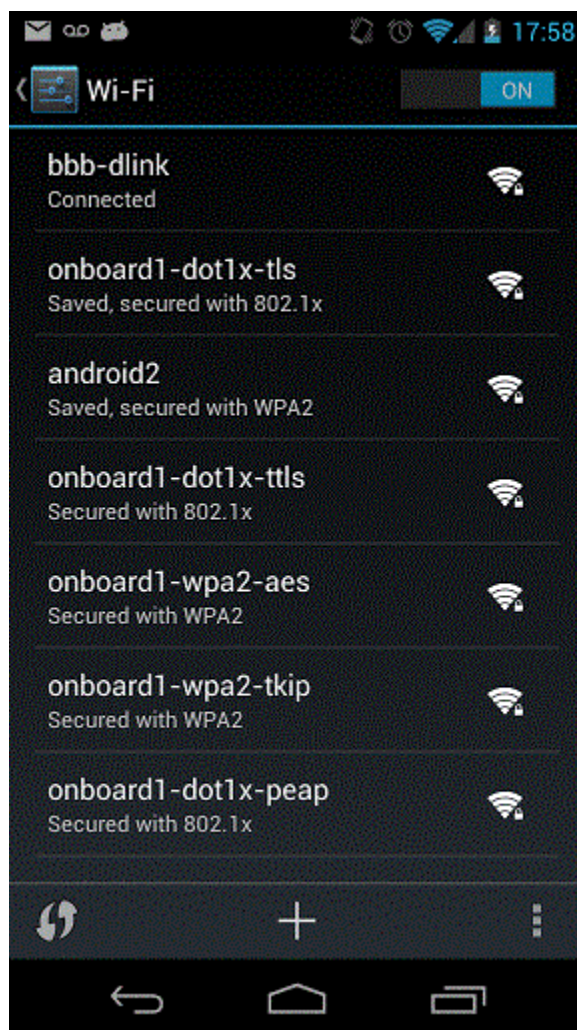 17:58
Wi-Fi ON
bbb-dlink
Connected
onboard1-dot1x-tls
Saved, secured with 802.1x
android2
Saved, secured with WPA2
onboard1-dot1x-ttls
Secured with 802.1x
onboard1-wpa2-aes
Secured with WPA2
onboard1-wpa2-tkip
Secured with WPA2
onboard1-dot1x-peap
Secured with 802.1x